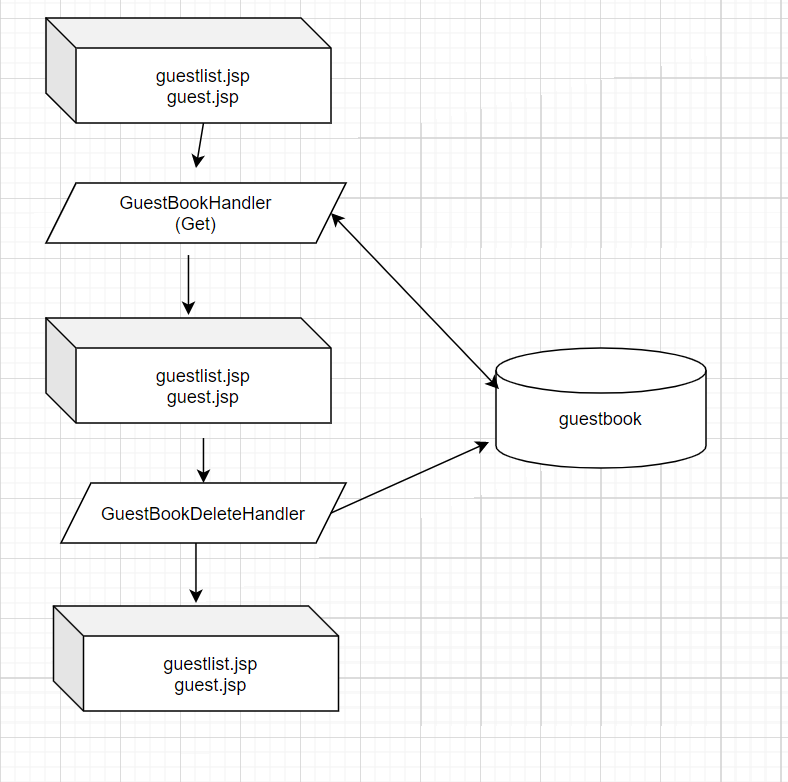 guestlist.jsp
guest.jsp
GuestBookHandler
(Get)
guestlist.jsp
guest.jsp
guestbook
GuestBookDeleteHandler
guestlist.jsp
guest.jsp